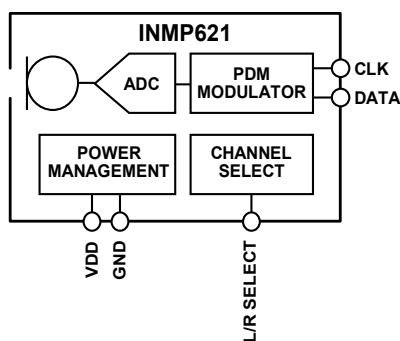 INMP621
ADC
PDM
MODULATOR
CLK
DATA
POWER
MANAGEMENT
CHANNEL
SELECT
VDD
GND
L/R SELECT